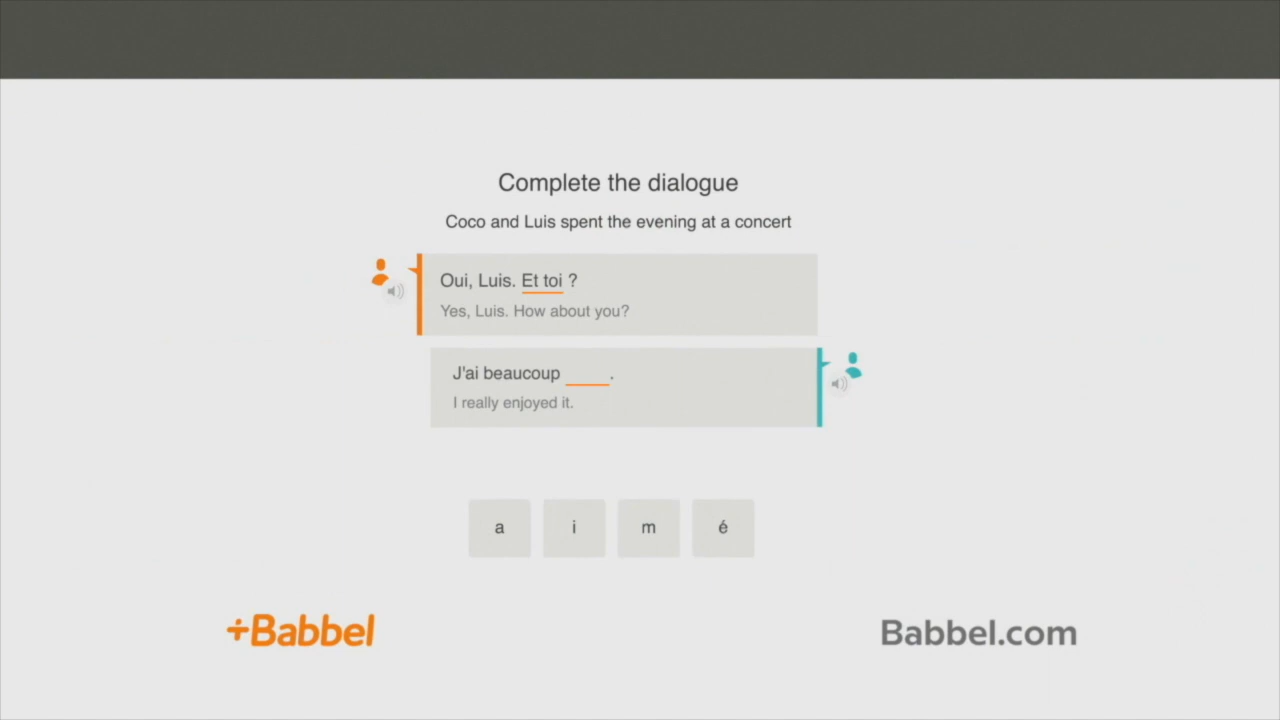 Complete the dialogue
Coco and Luis spent the evening at a concert
Oui, Luis. Et toi ?
Yes, Luis. How about you?
J'ai beaucoup ____.
I really enjoyed it.
a i m é
+Babbel
Babbel.com